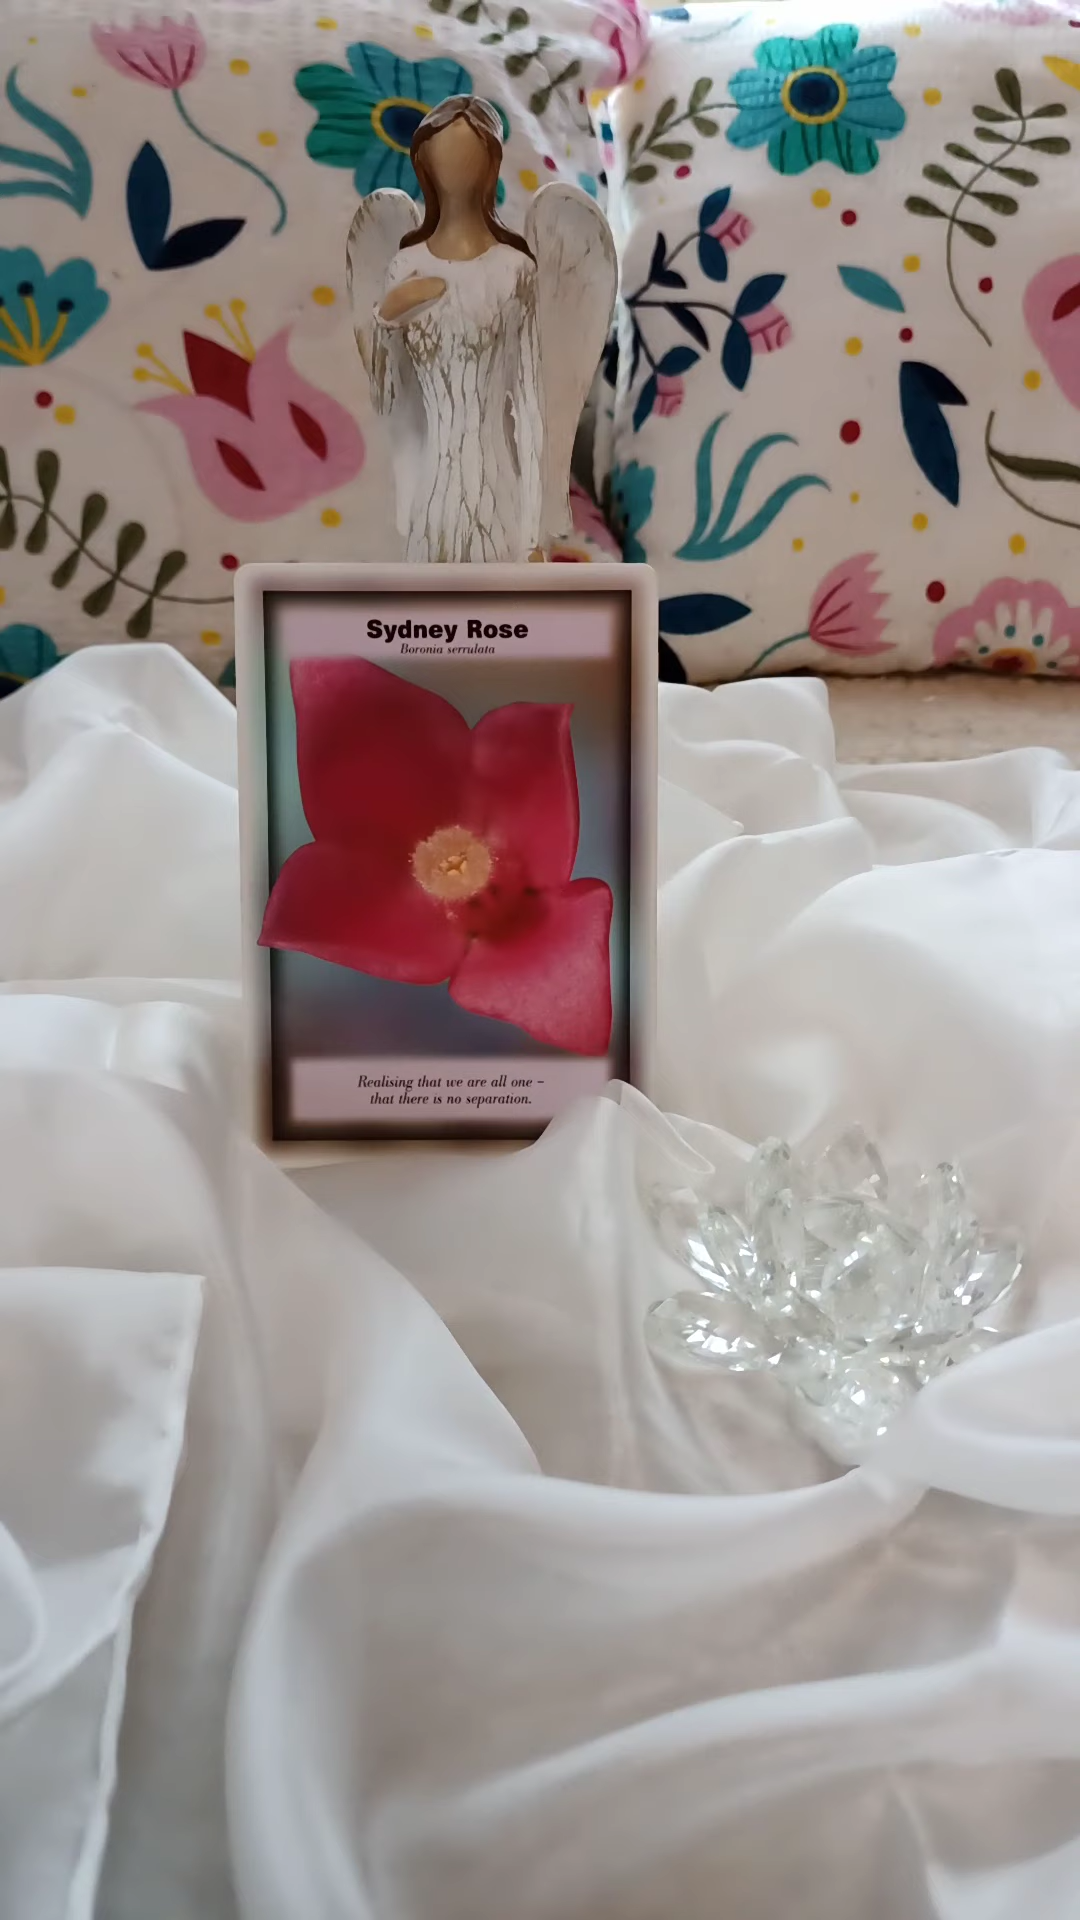 Sydney Rose
Boronia serrulata
Realising that we are all one –
that there is no separation.